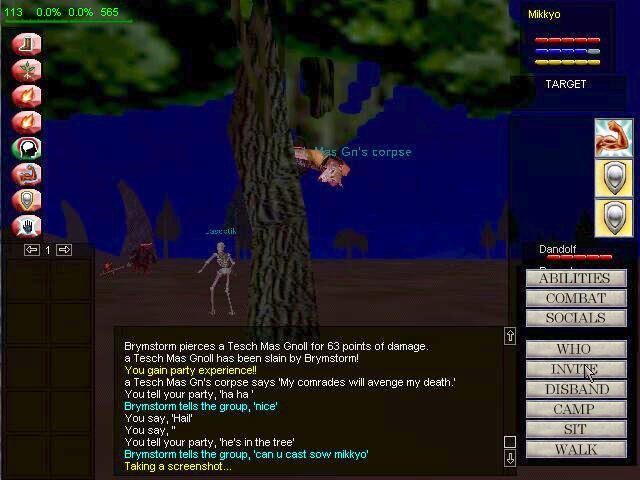 113 0.0% 0.0% 565
Mikkyo
TARGET
Mas Gn's corpse
1
Dandolf
ABILITIES
COMBAT
SOCIALS
WHO
INVITE
DISBAND
CAMP
SIT
WALK
Brymstorm pierces a Tesch Mas Gnoll for 63 points of damage.
a Tesch Mas Gnoll has been slain by Brymstorm!
You gain party experience!!
a Tesch Mas Gn's corpse says 'My comrades will avenge my death.'
You tell your party, 'ha ha '
Brymstorm tells the group, 'nice'
You say, 'Hail'
You say, ''
You tell your party, 'he's in the tree'
Brymstorm tells the group, 'can u cast sow mikkyo'
Taking a screenshot...